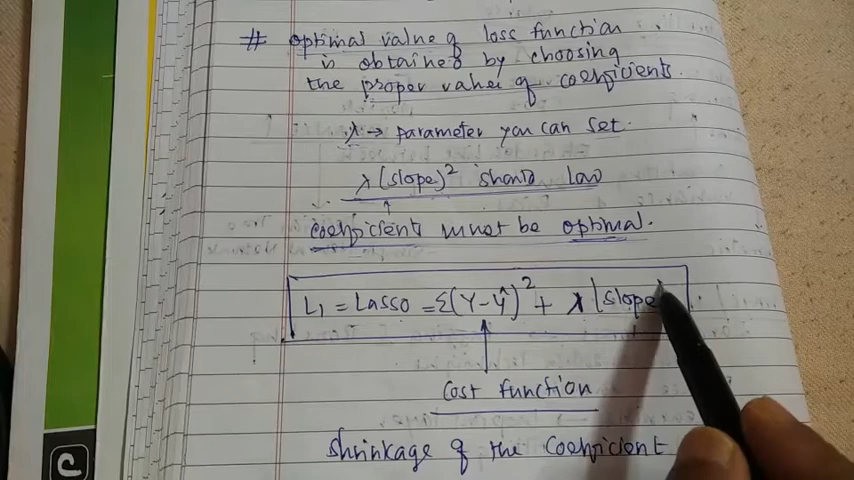 # optimal value of loss function
is obtained by choosing
the proper value of coefficients.
λ → parameter you can set.
λ (slope)² should low
coefficient must be optimal.
L₁ = Lasso = Σ(Y-Ŷ)² + λ |slope|
Cost function
shrinkage of the Coefficient